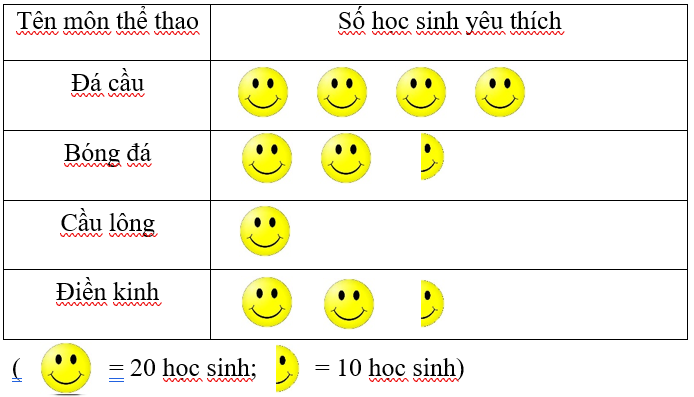 Tên môn thể thao Số học sinh yêu thích
Đá cầu
Bóng đá
Cầu lông
Điền kinh
( = 20 học sinh; = 10 học sinh)